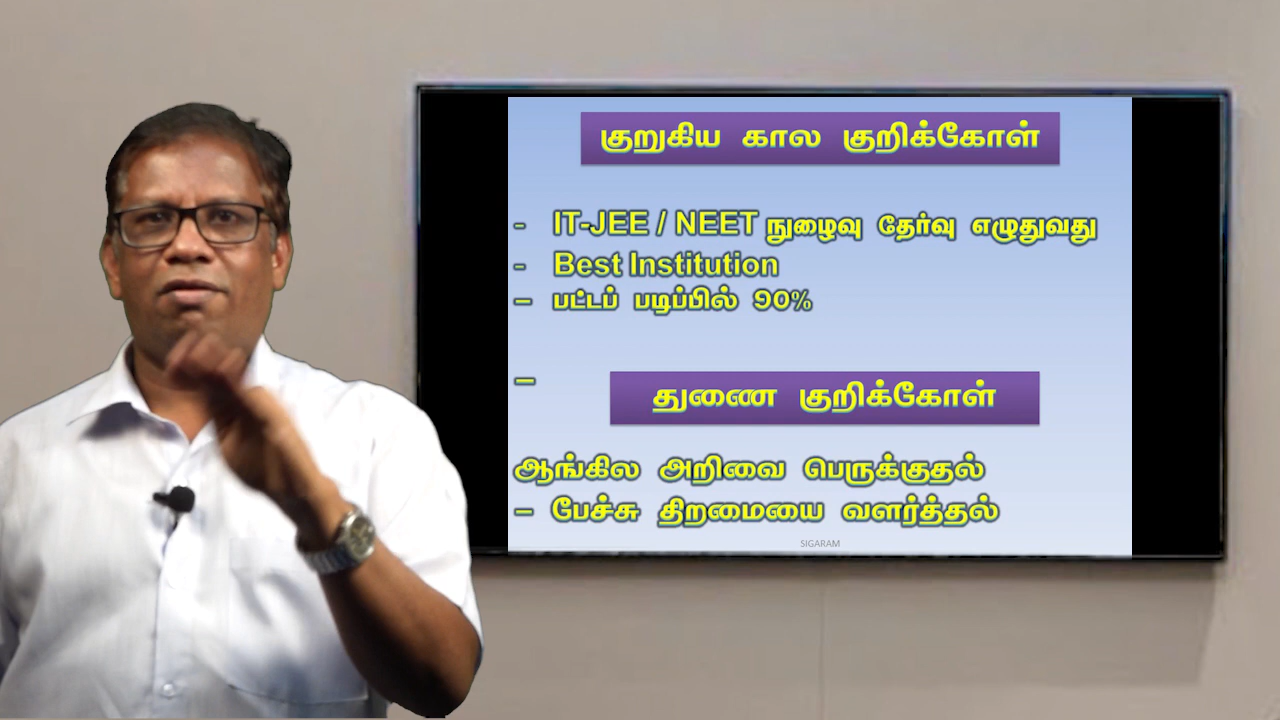 குறுகிய கால குறிக்கோள்
- IT-JEE / NEET நுழைவு தேர்வு எழுதுவது
- Best Institution
– பட்டப் படிப்பில் 90%
–
துணை குறிக்கோள்
ஆங்கில அறிவை பெருக்குதல்
– பேச்சு திறமையை வளர்த்தல்
SIGARAM